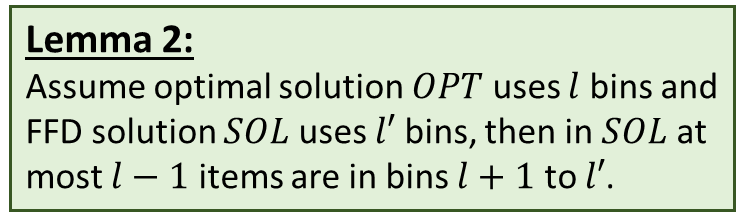 Lemma 2:
Assume optimal solution OPT uses l bins and
FFD solution SOL uses l′ bins, then in SOL at
most l − 1 items are in bins l + 1 to l′.